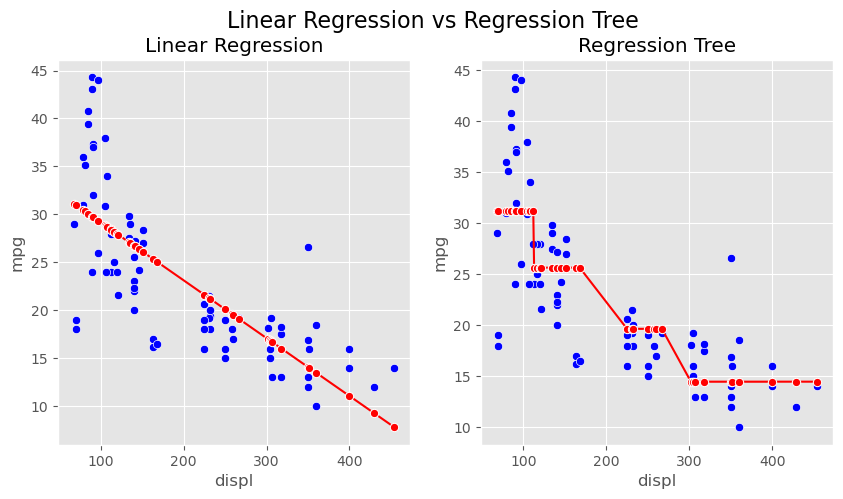 Linear Regression vs Regression Tree
Linear Regression
45
40
35
30
25
20
15
10
mpg
100 200 300 400
displ
Regression Tree
45
40
35
30
25
20
15
10
mpg
100 200 300 400
displ